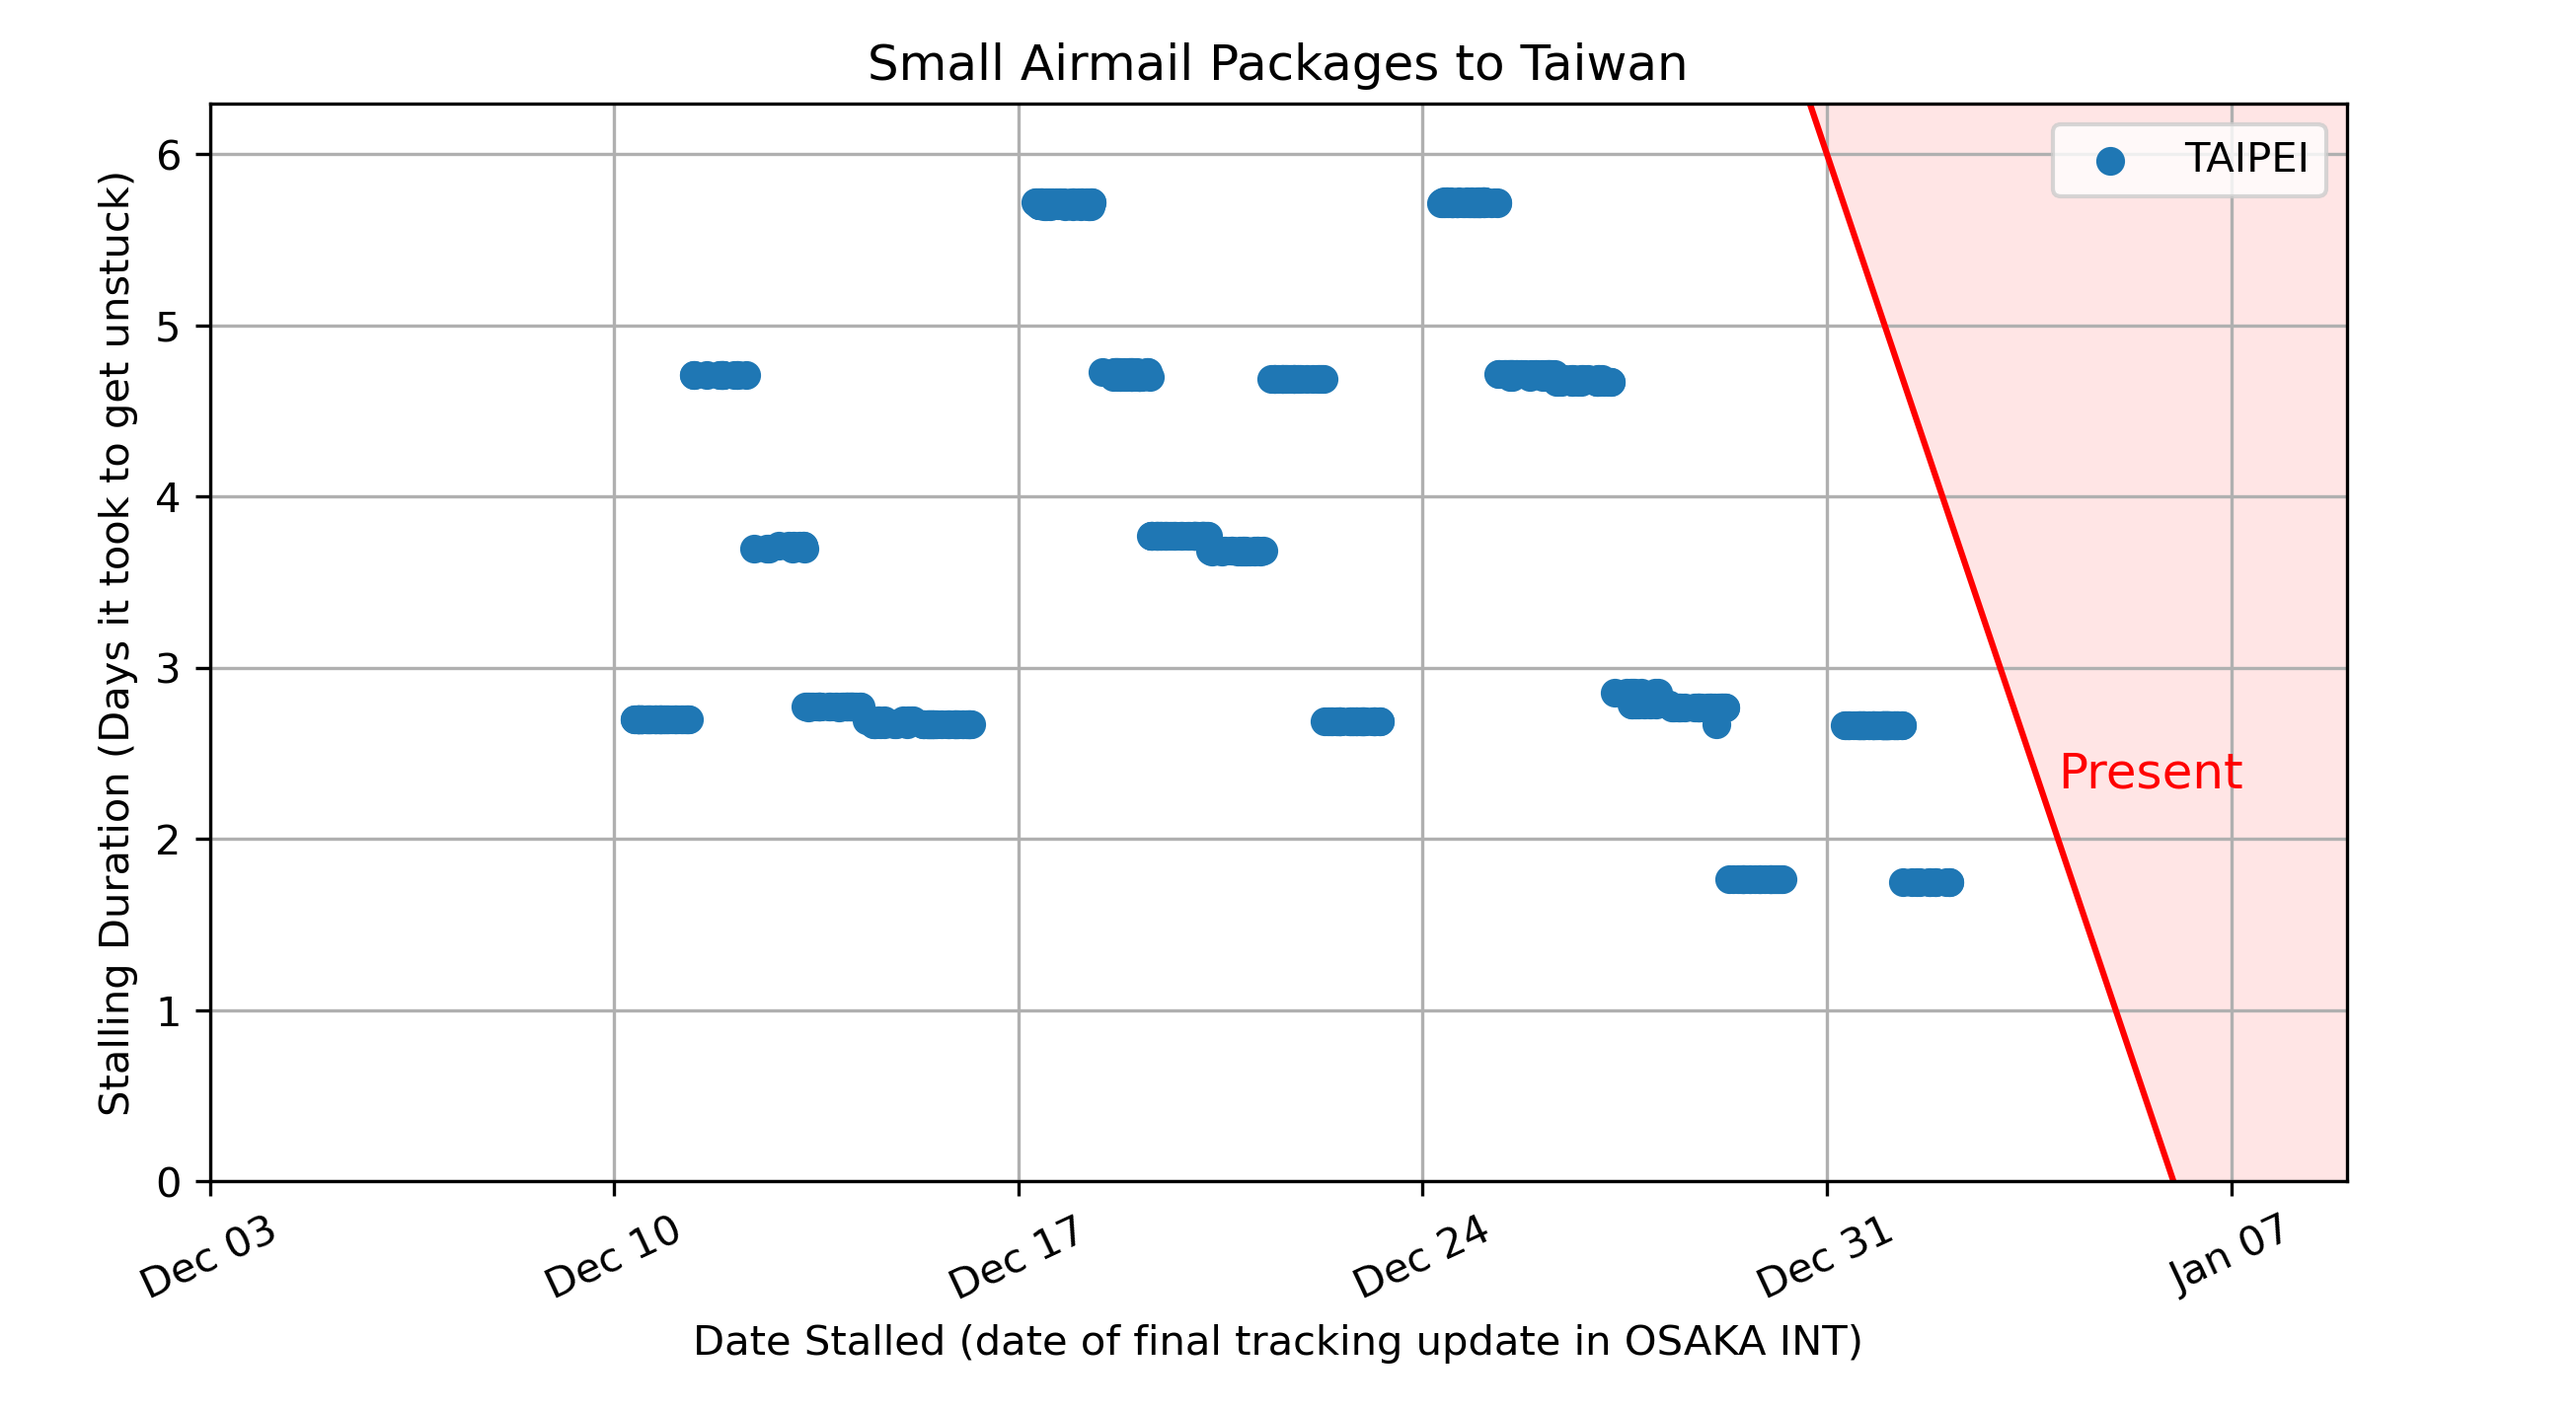 Small Airmail Packages to Taiwan
TAIPEI
Stalling Duration (Days it took to get unstuck)
6
5
4
3
2
1
0
Present
Dec 03
Dec 10
Dec 17
Dec 24
Dec 31
Jan 07
Date Stalled (date of final tracking update in OSAKA INT)